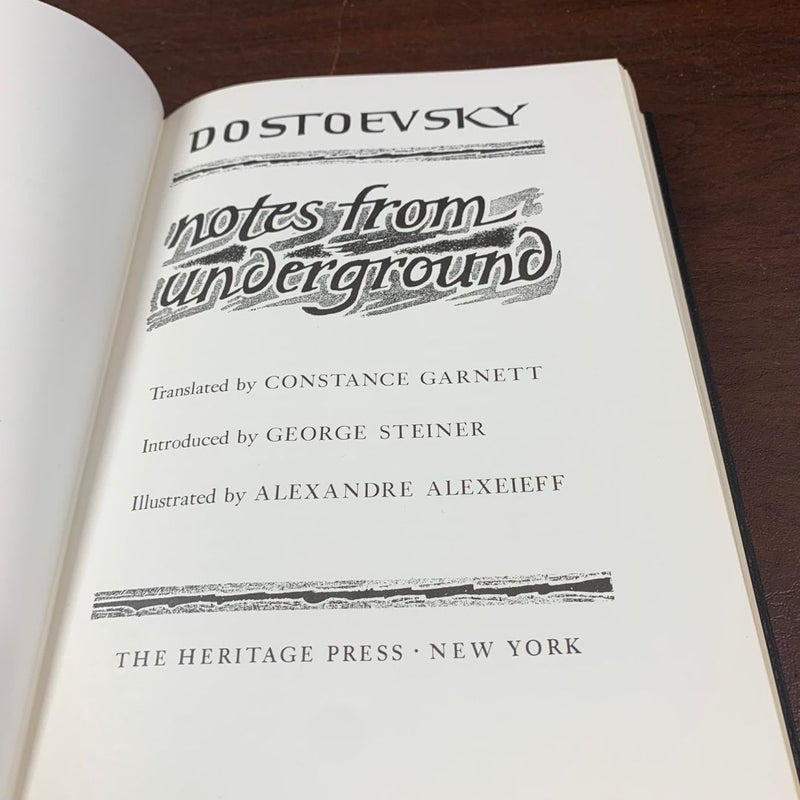 DOSTOEVSKY
notes from
underground
Translated by CONSTANCE GARNETT
Introduced by GEORGE STEINER
Illustrated by ALEXANDRE ALEXEIEFF
THE HERITAGE PRESS · NEW YORK